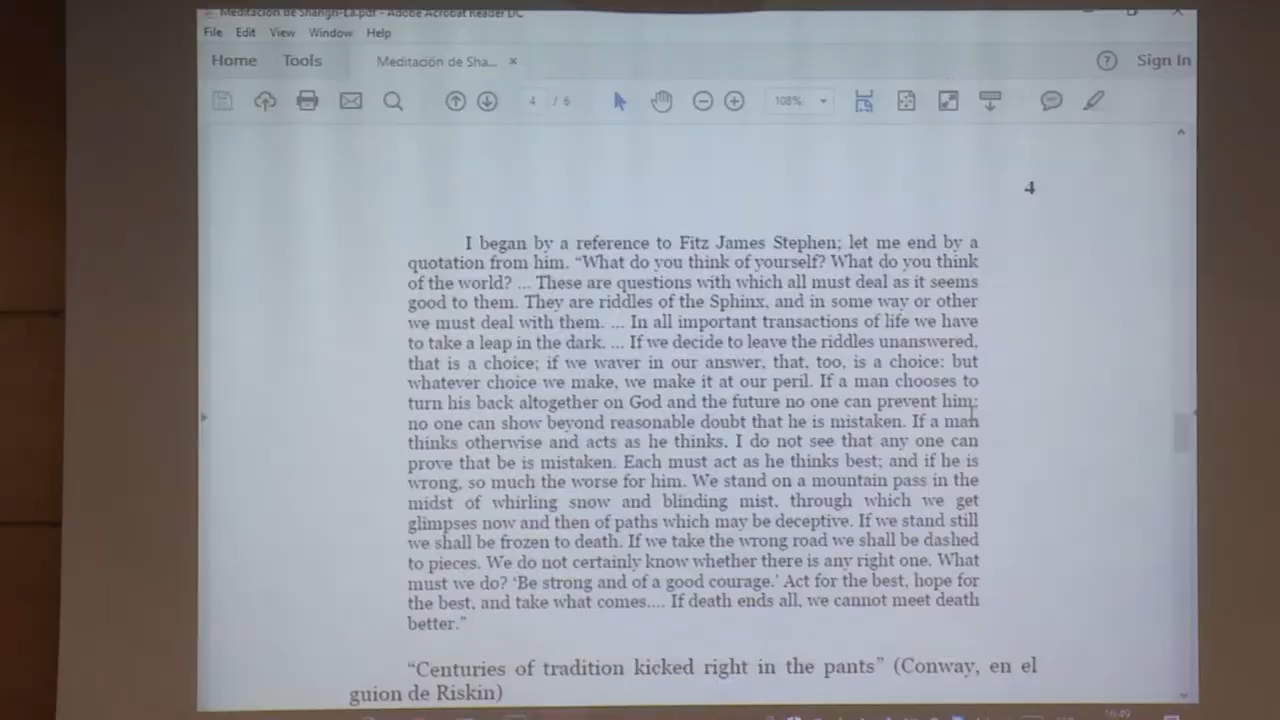 Meditación de Shangri-La.pdf - Adobe Acrobat Reader DC
File Edit View Window Help
Home Tools Meditación de Sha... × ? Sign In
4 / 6 108%
4
I began by a reference to Fitz James Stephen; let me end by a
quotation from him. “What do you think of yourself? What do you think
of the world? ... These are questions with which all must deal as it seems
good to them. They are riddles of the Sphinx, and in some way or other
we must deal with them. ... In all important transactions of life we have
to take a leap in the dark. ... If we decide to leave the riddles unanswered,
that is a choice; if we waver in our answer, that, too, is a choice: but
whatever choice we make, we make it at our peril. If a man chooses to
turn his back altogether on God and the future no one can prevent him;
no one can show beyond reasonable doubt that he is mistaken. If a man
thinks otherwise and acts as he thinks. I do not see that any one can
prove that be is mistaken. Each must act as he thinks best; and if he is
wrong, so much the worse for him. We stand on a mountain pass in the
midst of whirling snow and blinding mist, through which we get
glimpses now and then of paths which may be deceptive. If we stand still
we shall be frozen to death. If we take the wrong road we shall be dashed
to pieces. We do not certainly know whether there is any right one. What
must we do? ‘Be strong and of a good courage.’ Act for the best, hope for
the best, and take what comes.... If death ends all, we cannot meet death
better.”
“Centuries of tradition kicked right in the pants” (Conway, en el
guion de Riskin)